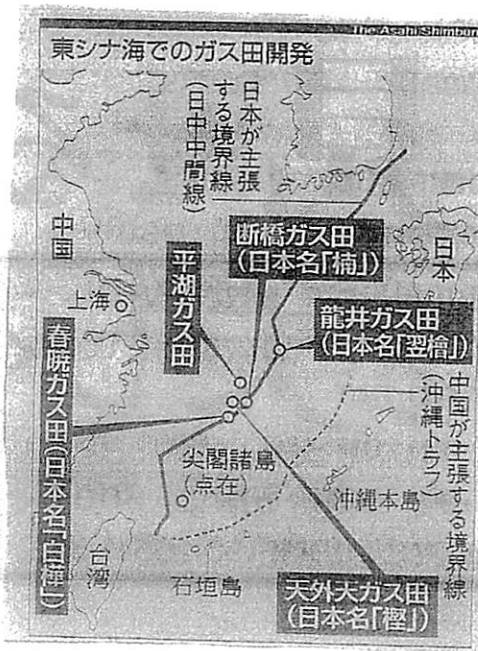 The Asahi Shimbun
東シナ海でのガス田開発
日本が主張
する境界線
(日中中間線)
中国
上海
平湖ガス田
断橋ガス田
(日本名「楠」)
日本
龍井ガス田
(日本名「翌檜」)
中国が主張する境界線
(沖縄トラフ)
春暁ガス田(日本名「白樺」)
尖閣諸島
(点在)
沖縄本島
台湾
石垣島
天外天ガス田
(日本名「樫」)